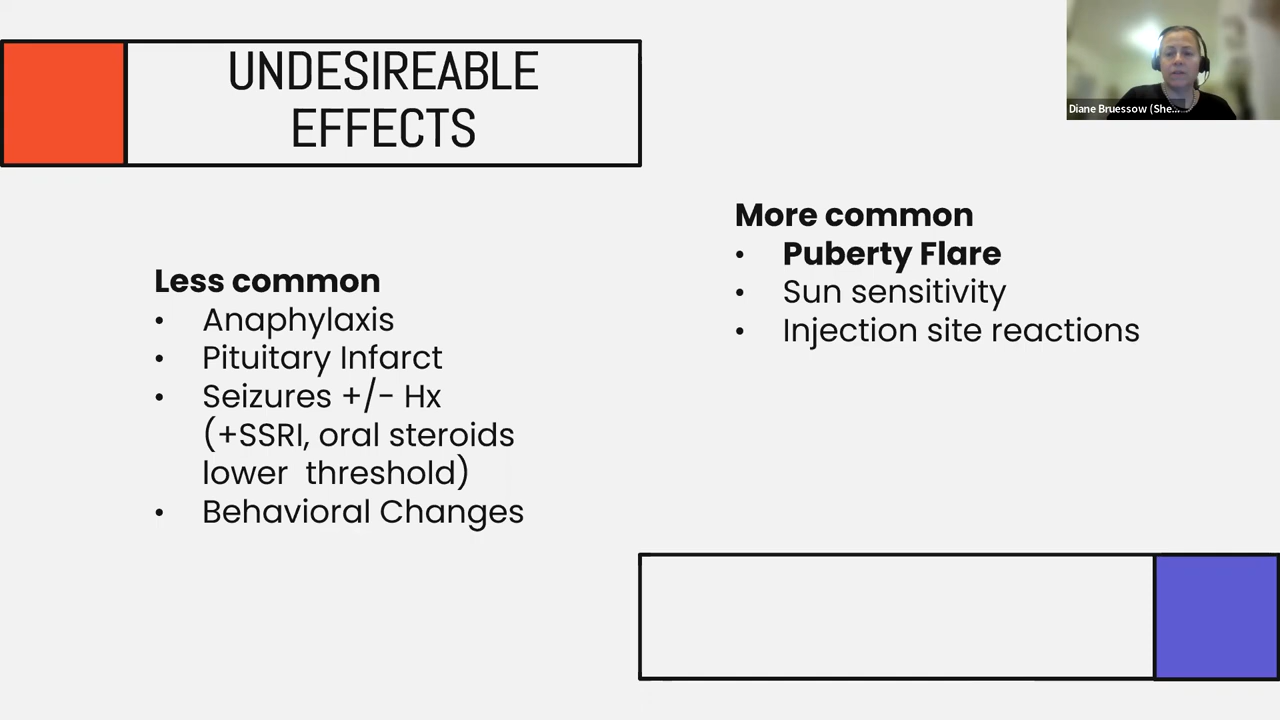 UNDESIREABLE
EFFECTS
Diane Bruessow (She...
More common
• Puberty Flare
• Sun sensitivity
• Injection site reactions
Less common
• Anaphylaxis
• Pituitary Infarct
• Seizures +/- Hx
(+SSRI, oral steroids
lower threshold)
• Behavioral Changes